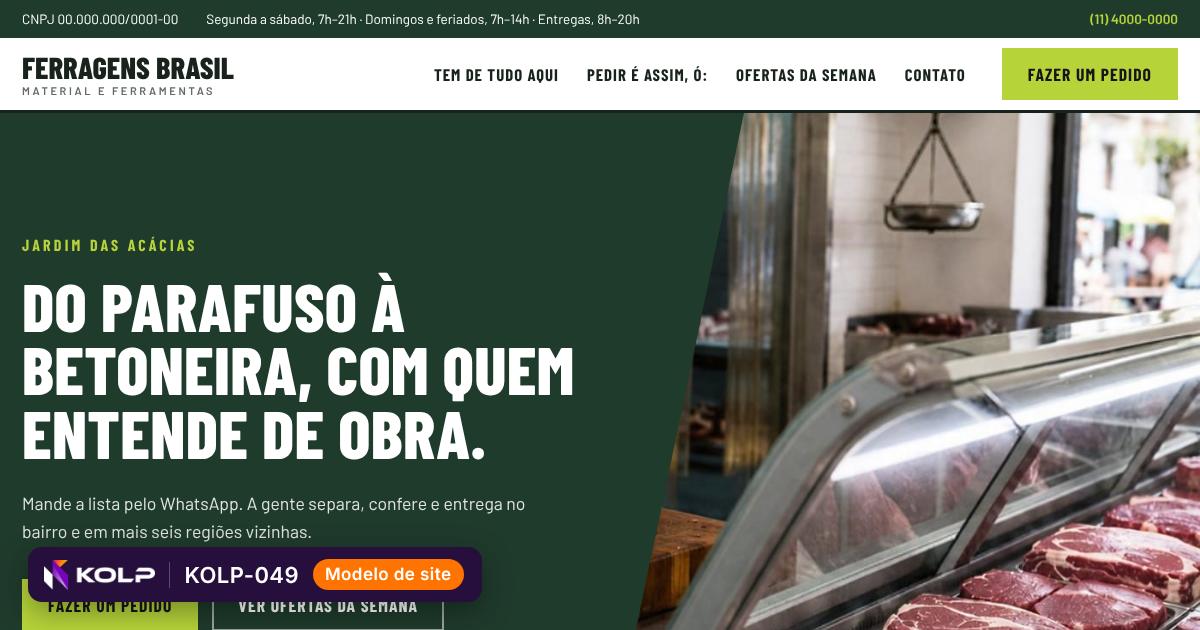 CNPJ 00.000.000/0001-00
Segunda a sábado, 7h–21h · Domingos e feriados, 7h–14h · Entregas, 8h–20h
(11) 4000-0000
FERRAGENS BRASIL
MATERIAL E FERRAMENTAS
TEM DE TUDO AQUI
PEDIR É ASSIM, Ó:
OFERTAS DA SEMANA
CONTATO
FAZER UM PEDIDO
JARDIM DAS ACÁCIAS
DO PARAFUSO À
BETONEIRA, COM QUEM
ENTENDE DE OBRA.
Mande a lista pelo WhatsApp. A gente separa, confere e entrega no
bairro e em mais seis regiões vizinhas.
KOLP
KOLP-049
Modelo de site
FAZER UM PEDIDO
VER OFERTAS DA SEMANA